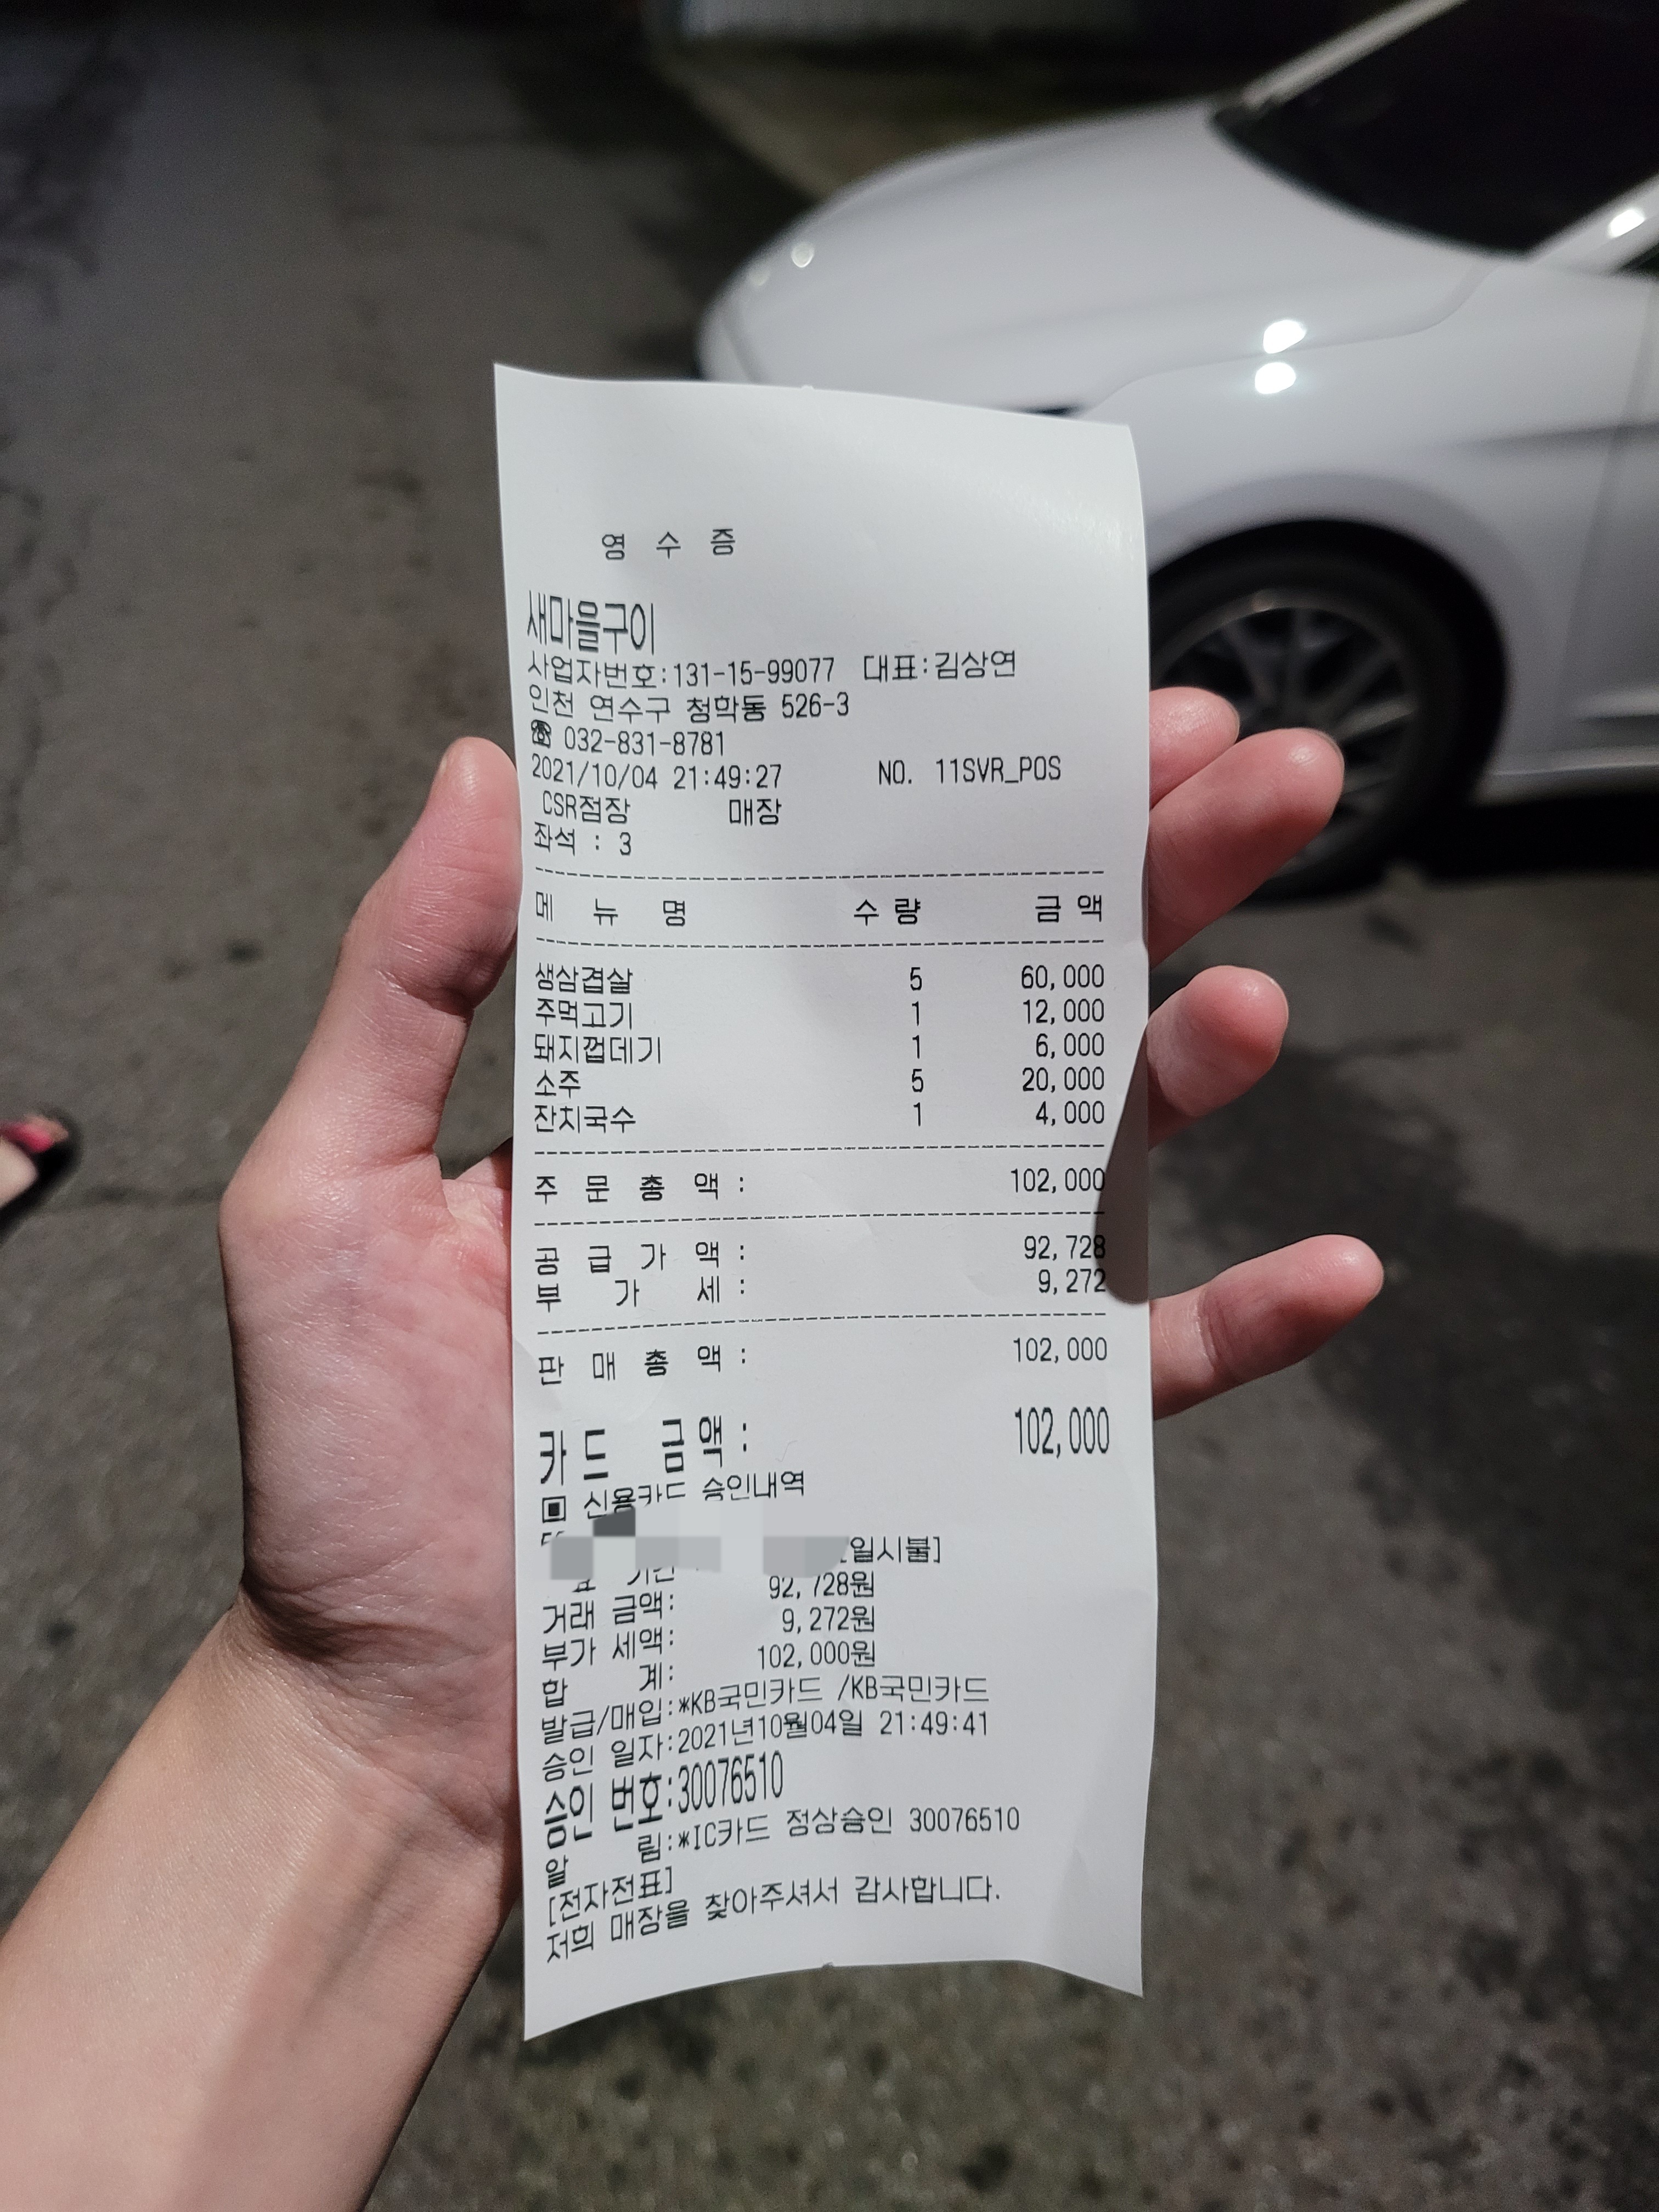 영 수 증
새마을구이
사업자번호:131-15-99077 대표:김상연
인천 연수구 청학동 526-3
☎ 032-831-8781
2021/10/04 21:49:27 NO. 11SVR_POS
CSR점장 매장
좌석 : 3
메 뉴 명 수 량 금 액
생삼겹살 5 60,000
주먹고기 1 12,000
돼지껍데기 1 6,000
소주 5 20,000
잔치국수 1 4,000
주 문 총 액 : 102,000
공 급 가 액 : 92,728
부 가 세 : 9,272
판 매 총 액 : 102,000
카 드 금 액 : 102,000
▣ 신용카드 승인내역
[일시불]
거래 금액: 92,728원
부가 세액: 9,272원
합 계: 102,000원
발급/매입:*KB국민카드 /KB국민카드
승인 일자:2021년10월04일 21:49:41
승인 번호:30076510
알 림:*IC카드 정상승인 30076510
[전자전표]
저희 매장을 찾아주셔서 감사합니다.